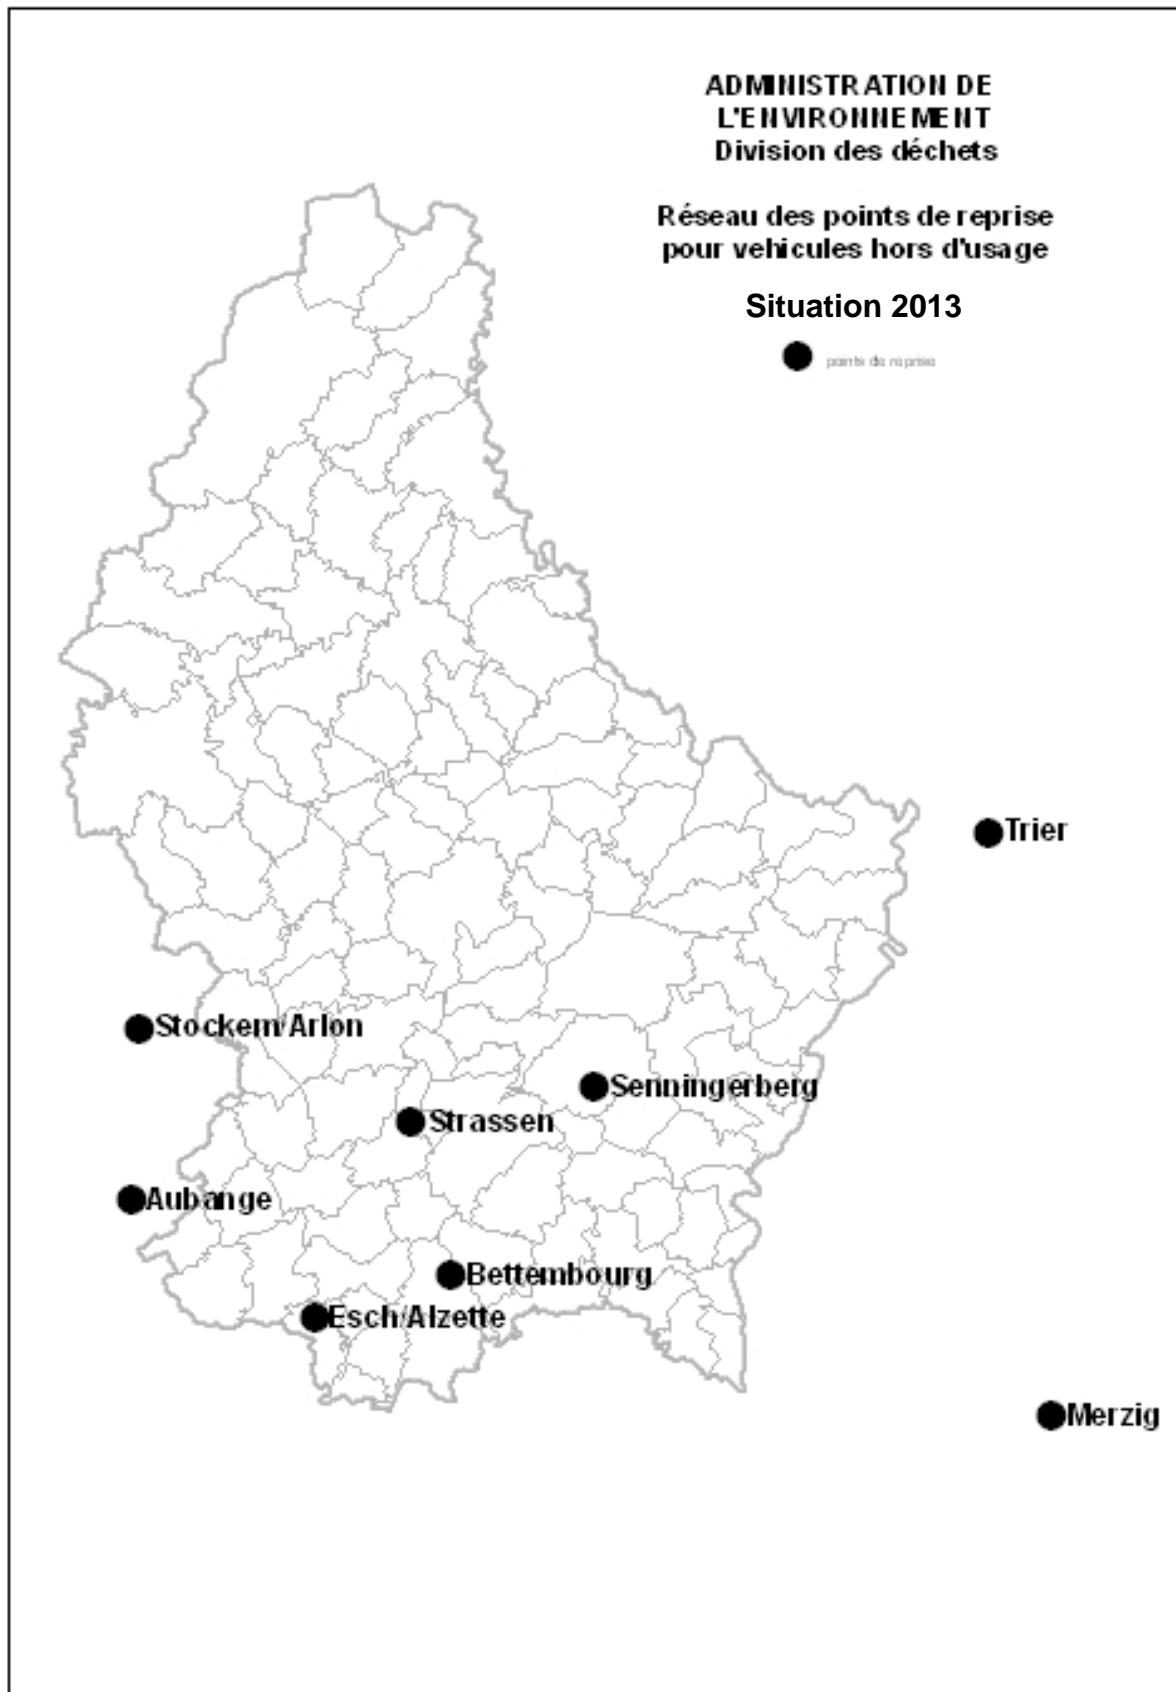 ADMINISTRATION DE
L'ENVIRONNEMENT
Division des déchets
Réseau des points de reprise
pour vehicules hors d'usage
Situation 2013
points de reprise
Trier
Stockem/Arlon
Senningerberg
Strassen
Aubange
Bettembourg
Esch/Alzette
Merzig